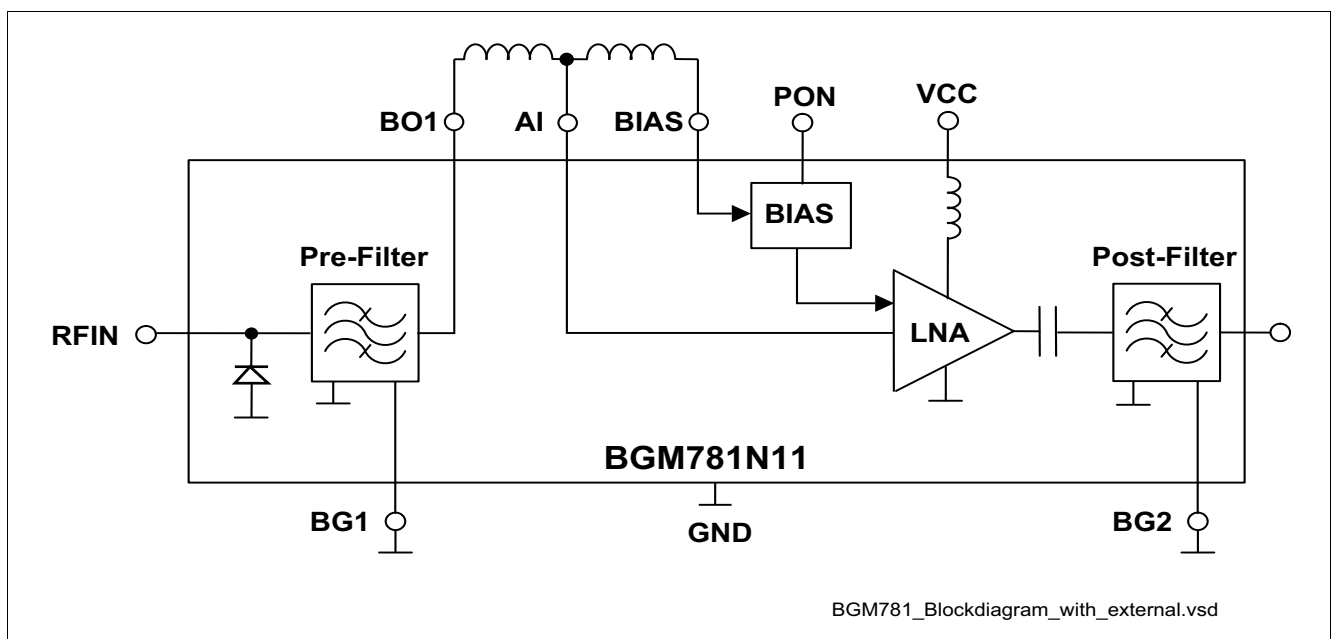 BO1
AI
BIAS
PON
VCC
BIAS
Pre-Filter
Post-Filter
RFIN
LNA
BGM781N11
BG1
GND
BG2
BGM781_Blockdiagram_with_external.vsd